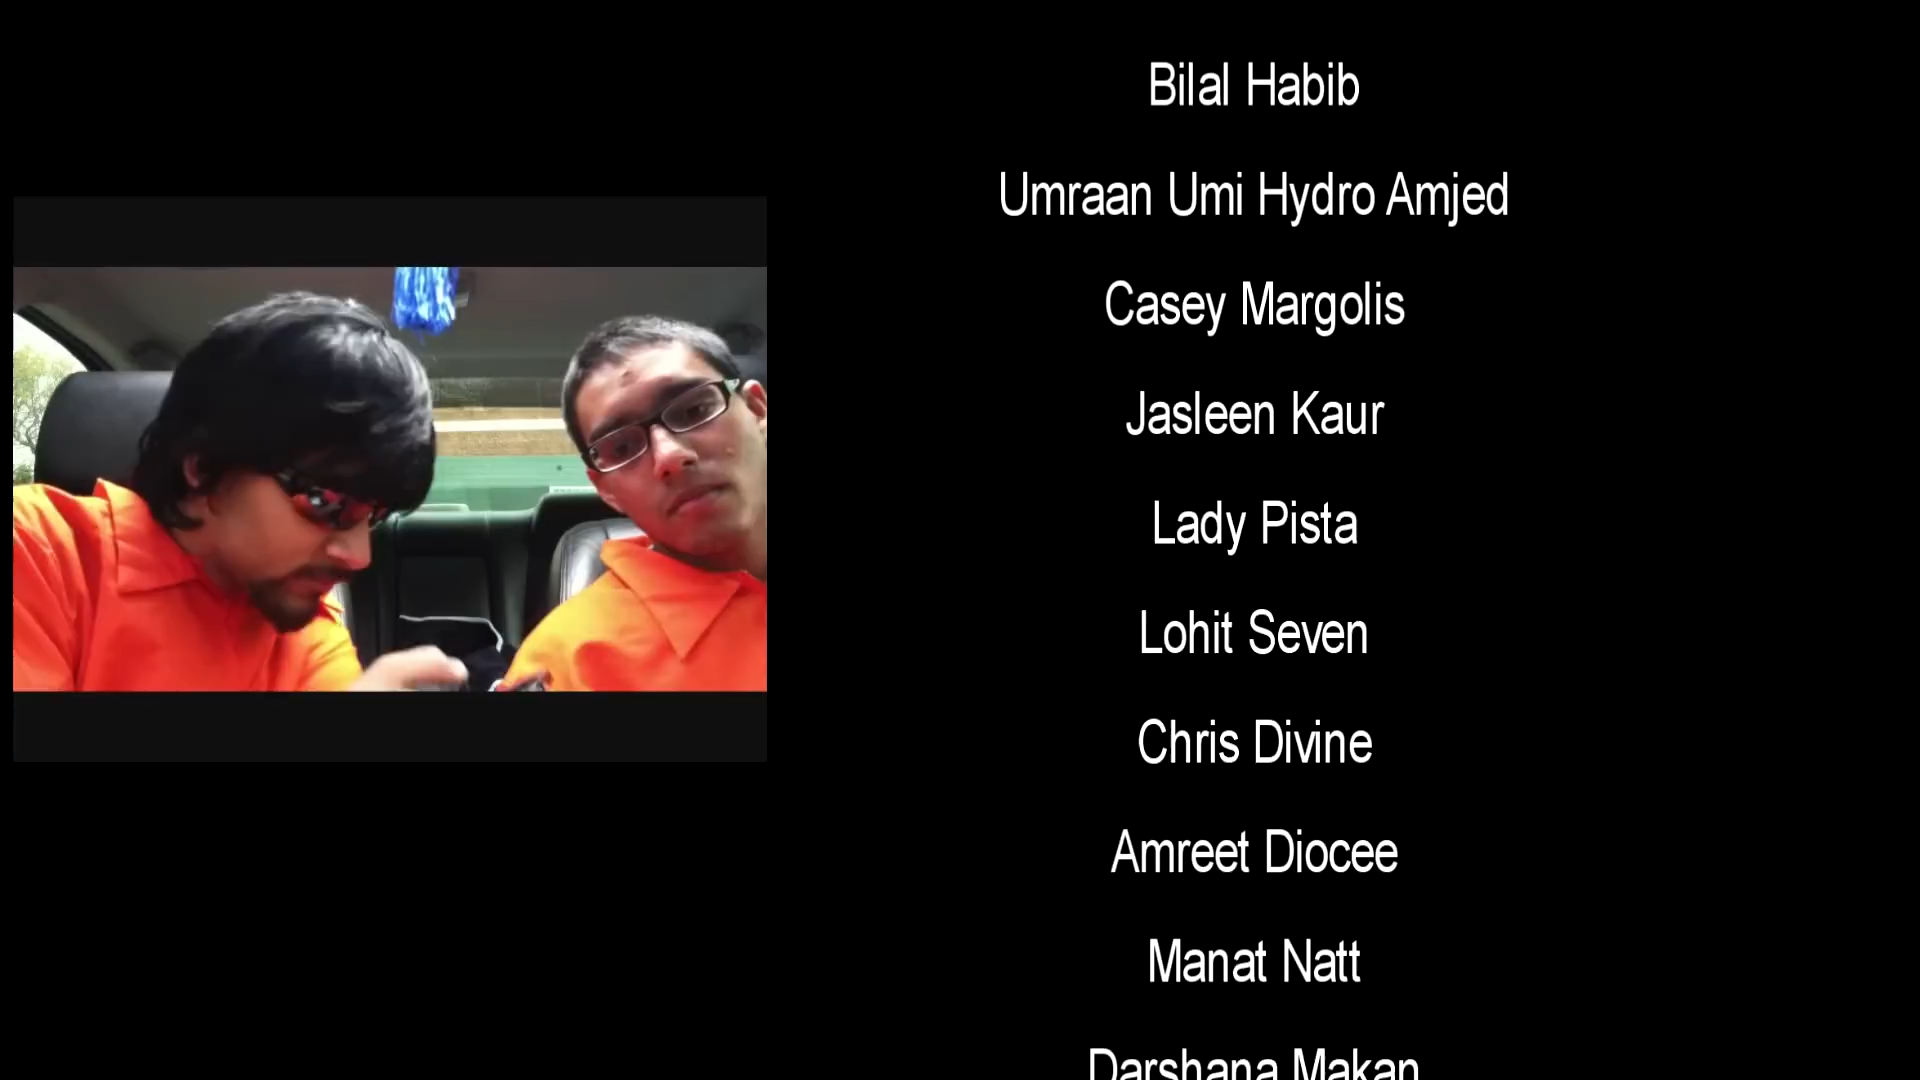 Bilal Habib
Umraan Umi Hydro Amjed
Casey Margolis
Jasleen Kaur
Lady Pista
Lohit Seven
Chris Divine
Amreet Diocee
Manat Natt
Darshana Makan